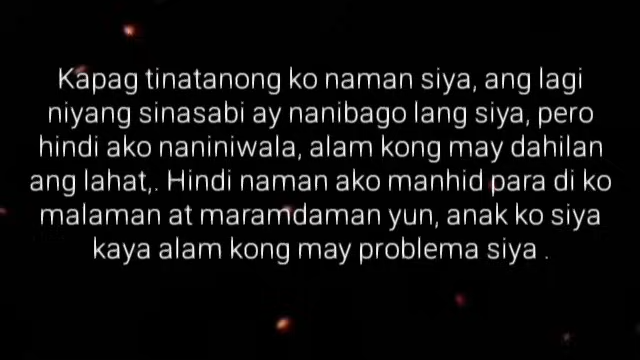 Kapag tinatanong ko naman siya, ang lagi
niyang sinasabi ay nanibago lang siya, pero
hindi ako naniniwala, alam kong may dahilan
ang lahat,. Hindi naman ako manhid para di ko
malaman at maramdaman yun, anak ko siya
kaya alam kong may problema siya .